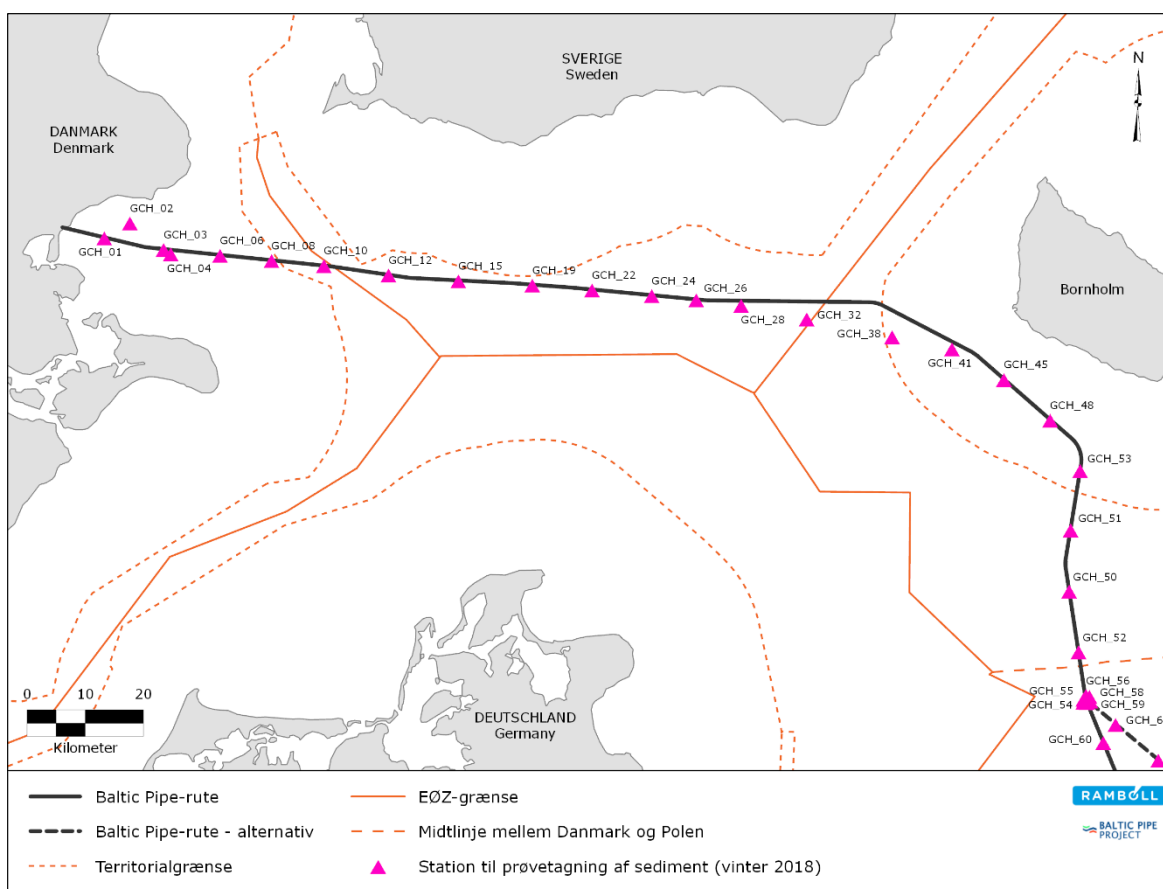 SVERIGE
Sweden
N
DANMARK
Denmark
GCH_02
GCH_01
GCH_03
GCH_04
GCH_06
GCH_08
GCH_10
GCH_12
GCH_15
GCH_19
GCH_22
GCH_24
GCH_26
GCH_28
GCH_32
GCH_38
GCH_41
GCH_45
GCH_48
Bornholm
GCH_53
GCH_51
GCH_50
GCH_52
GCH_56
GCH_55
GCH_58
GCH_54
GCH_59
GCH_6
GCH_60
0 10 20
Kilometer
DEUTSCHLAND
Germany
Baltic Pipe-rute
EØZ-grænse
Baltic Pipe-rute - alternativ
Midtlinje mellem Danmark og Polen
Territorialgrænse
Station til prøvetagning af sediment (vinter 2018)
RAMBOLL
BALTIC PIPE
PROJECT